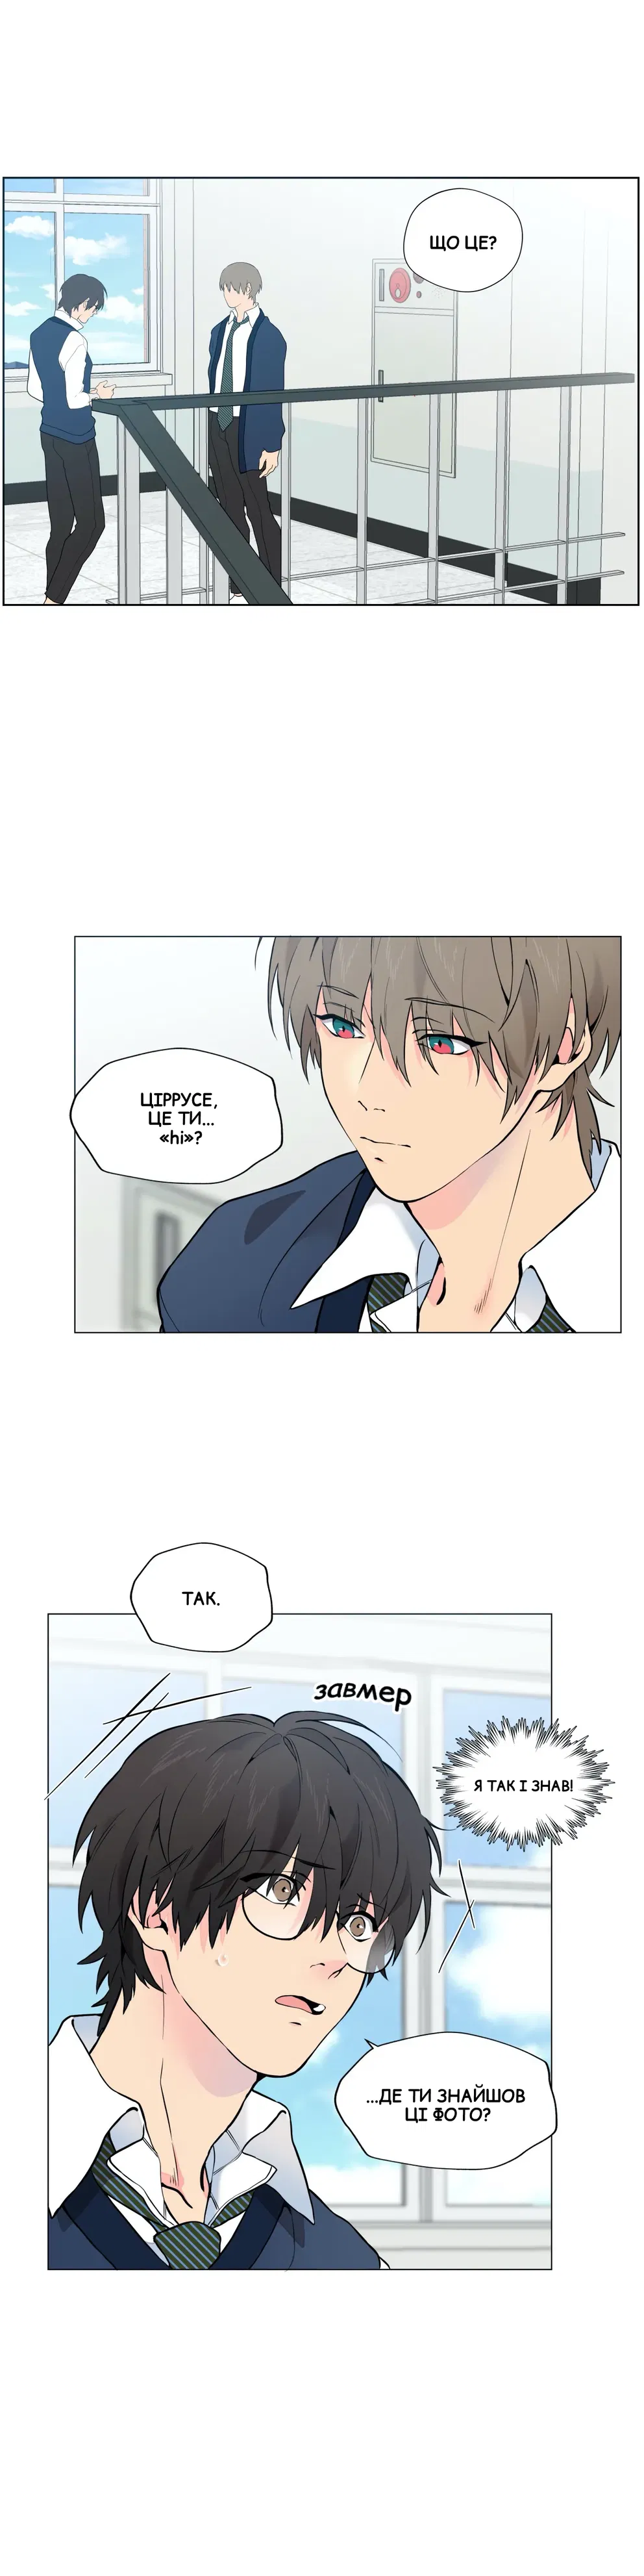 ЩО ЦЕ?
ЦІРРУСЕ,
ЦЕ ТИ...
«hi»?
ТАК.
завмер
Я ТАК І ЗНАВ!
...ДЕ ТИ ЗНАЙШОВ
ЦІ ФОТО?